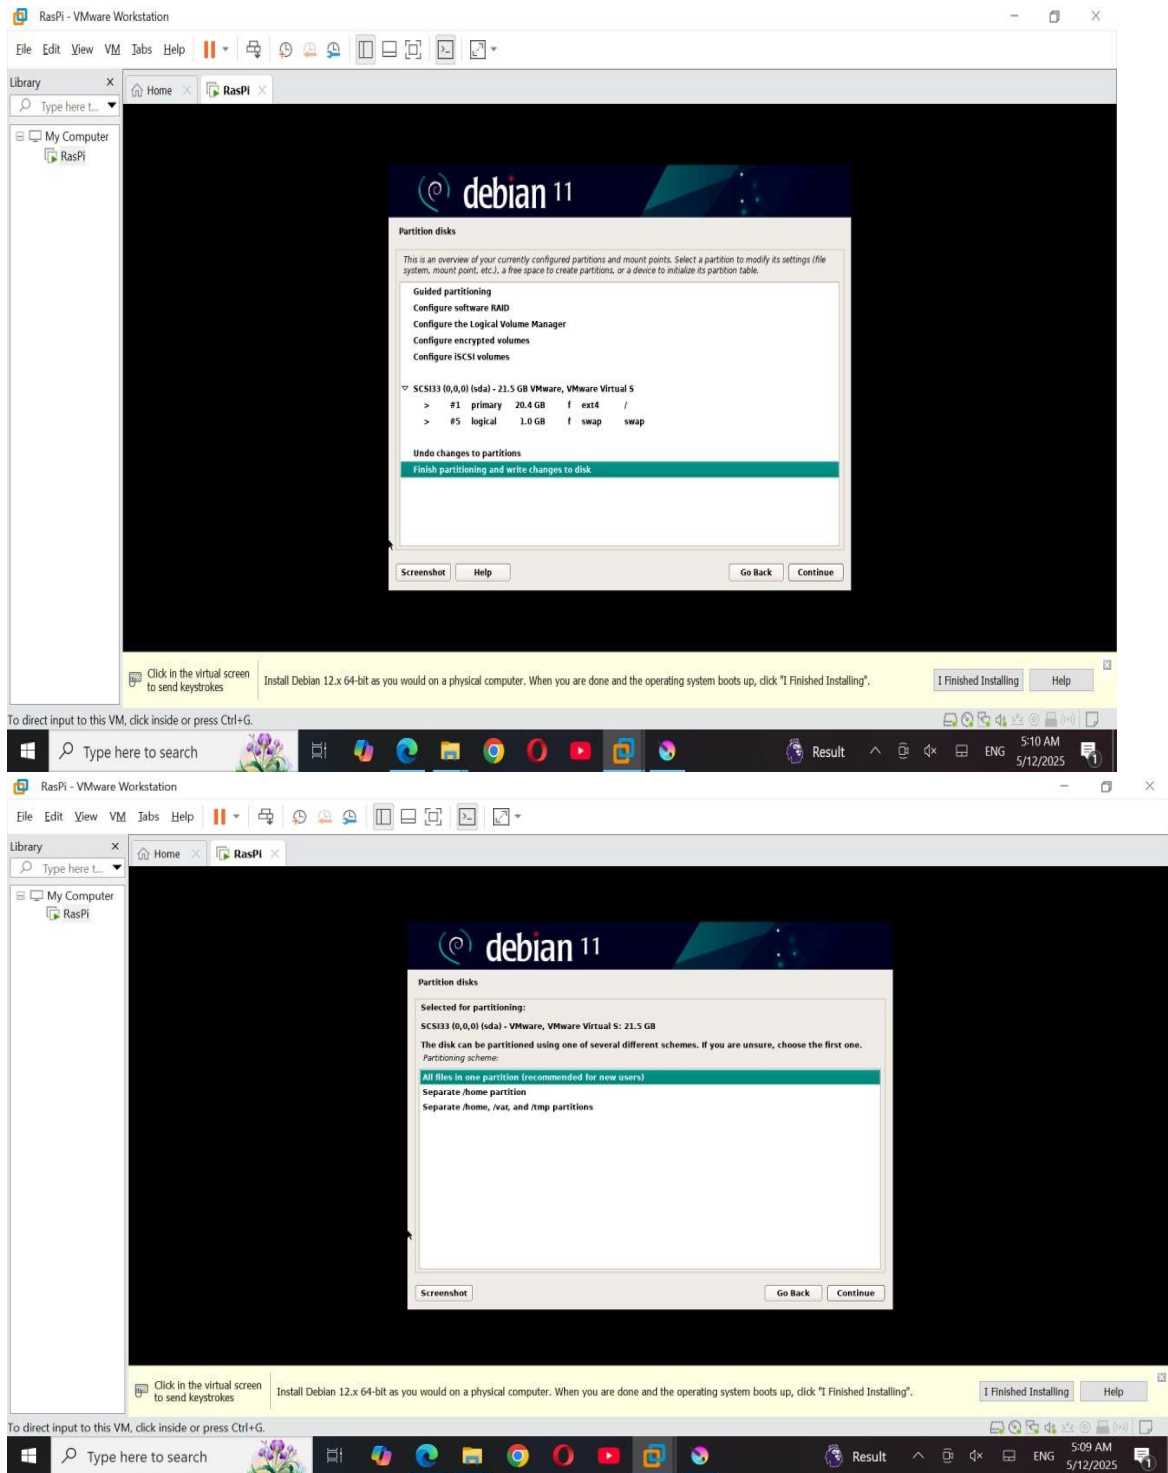 RasPi - VMware Workstation
File Edit View VM Tabs Help
Library x
Home × RasPi ×
Type here t...
My Computer
RasPi
debian 11
Partition disks
This is an overview of your currently configured partitions and mount points. Select a partition to modify its settings (file
system, mount point, etc.), a free space to create partitions, or a device to initialize its partition table.
Guided partitioning
Configure software RAID
Configure the Logical Volume Manager
Configure encrypted volumes
Configure iSCSI volumes
SCSI33 (0,0,0) (sda) - 21.5 GB VMware, VMware Virtual S
> #1 primary 20.4 GB f ext4 /
> #5 logical 1.0 GB f swap swap
Undo changes to partitions
Finish partitioning and write changes to disk
Screenshot Help Go Back Continue
Click in the virtual screen
to send keystrokes
Install Debian 12.x 64-bit as you would on a physical computer. When you are done and the operating system boots up, click "I Finished Installing".
I Finished Installing Help
To direct input to this VM, click inside or press Ctrl+G.
Type here to search Result ENG 5:10 AM
5/12/2025 1
RasPi - VMware Workstation
File Edit View VM Tabs Help
Library x
Home × RasPi ×
Type here t...
My Computer
RasPi
debian 11
Partition disks
Selected for partitioning:
SCSI33 (0,0,0) (sda) - VMware, VMware Virtual S: 21.5 GB
The disk can be partitioned using one of several different schemes. If you are unsure, choose the first one.
Partitioning scheme:
All files in one partition (recommended for new users)
Separate /home partition
Separate /home, /var, and /tmp partitions
Screenshot Go Back Continue
Click in the virtual screen
to send keystrokes
Install Debian 12.x 64-bit as you would on a physical computer. When you are done and the operating system boots up, click "I Finished Installing".
I Finished Installing Help
To direct input to this VM, click inside or press Ctrl+G.
Type here to search Result ENG 5:09 AM
5/12/2025 1